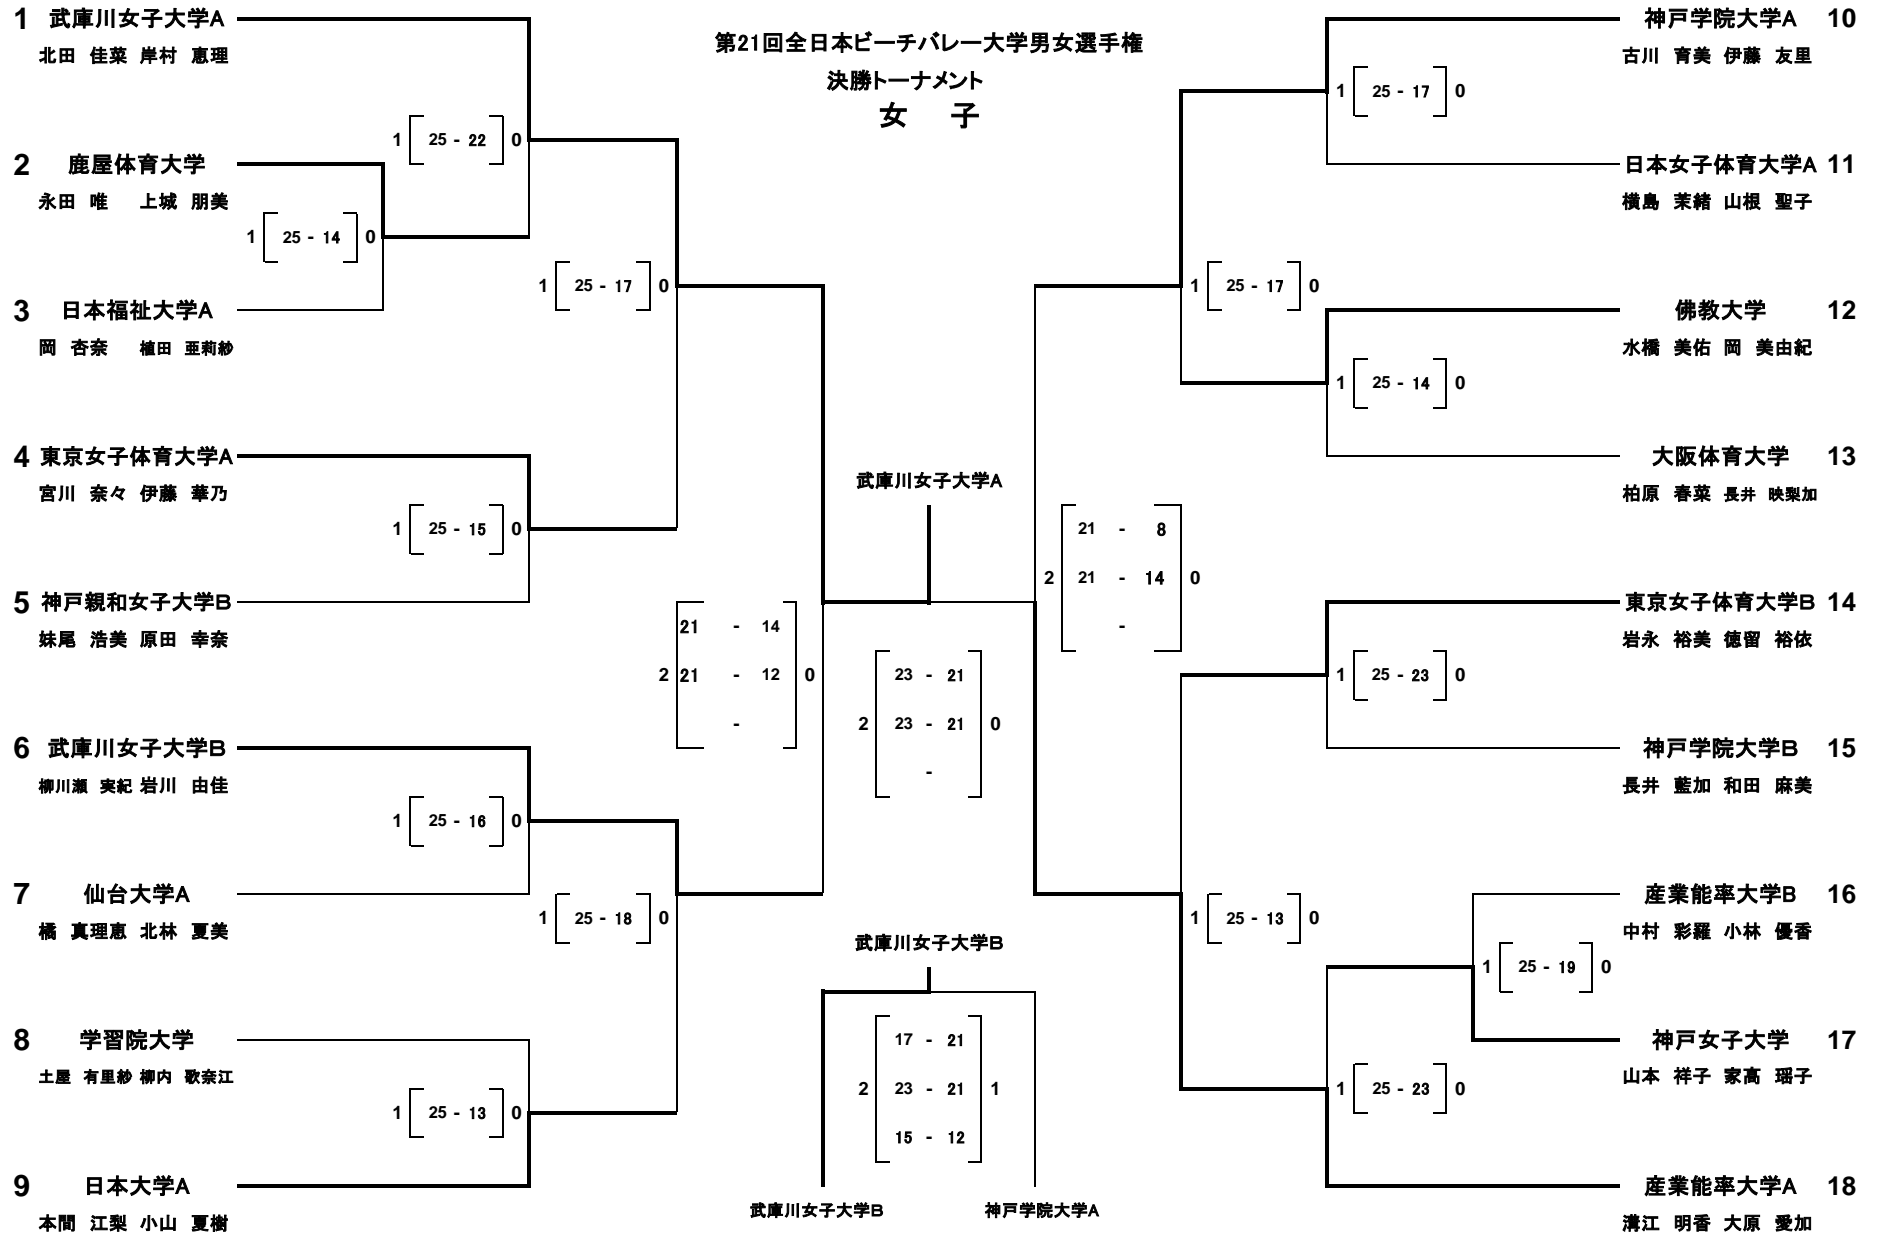 第21回全日本ビーチバレー大学男女選手権
決勝トーナメント
女 子
1 武庫川女子大学A
北田 佳菜 岸村 恵理
1 25 - 22 0
2 鹿屋体育大学
永田 唯 上城 朋美
1 25 - 14 0
3 日本福祉大学A
岡 杏奈 植田 亜莉紗
1 25 - 17 0
4 東京女子体育大学A
宮川 奈々 伊藤 華乃
1 25 - 15 0
5 神戸親和女子大学B
妹尾 浩美 原田 幸奈
21 - 14
2 21 - 12 0
-
6 武庫川女子大学B
柳川瀬 実紀 岩川 由佳
1 25 - 16 0
7 仙台大学A
橘 真理恵 北林 夏美
1 25 - 18 0
8 学習院大学
土屋 有里紗 柳内 歌奈江
1 25 - 13 0
9 日本大学A
本間 江梨 小山 夏樹
武庫川女子大学A
23 - 21
2 23 - 21 0
-
武庫川女子大学B
17 - 21
2 23 - 21 1
15 - 12
武庫川女子大学B
神戸学院大学A
神戸学院大学A 10
古川 育美 伊藤 友里
1 25 - 17 0
日本女子体育大学A 11
横島 茉緒 山根 聖子
1 25 - 17 0
佛教大学 12
水橋 美佑 岡 美由紀
1 25 - 14 0
大阪体育大学 13
柏原 春菜 長井 映梨加
21 - 8
2 21 - 14 0
-
東京女子体育大学B 14
岩永 裕美 徳留 裕依
1 25 - 23 0
神戸学院大学B 15
長井 藍加 和田 麻美
1 25 - 13 0
産業能率大学B 16
中村 彩羅 小林 優香
1 25 - 19 0
神戸女子大学 17
山本 祥子 家高 瑶子
1 25 - 23 0
産業能率大学A 18
溝江 明香 大原 愛加